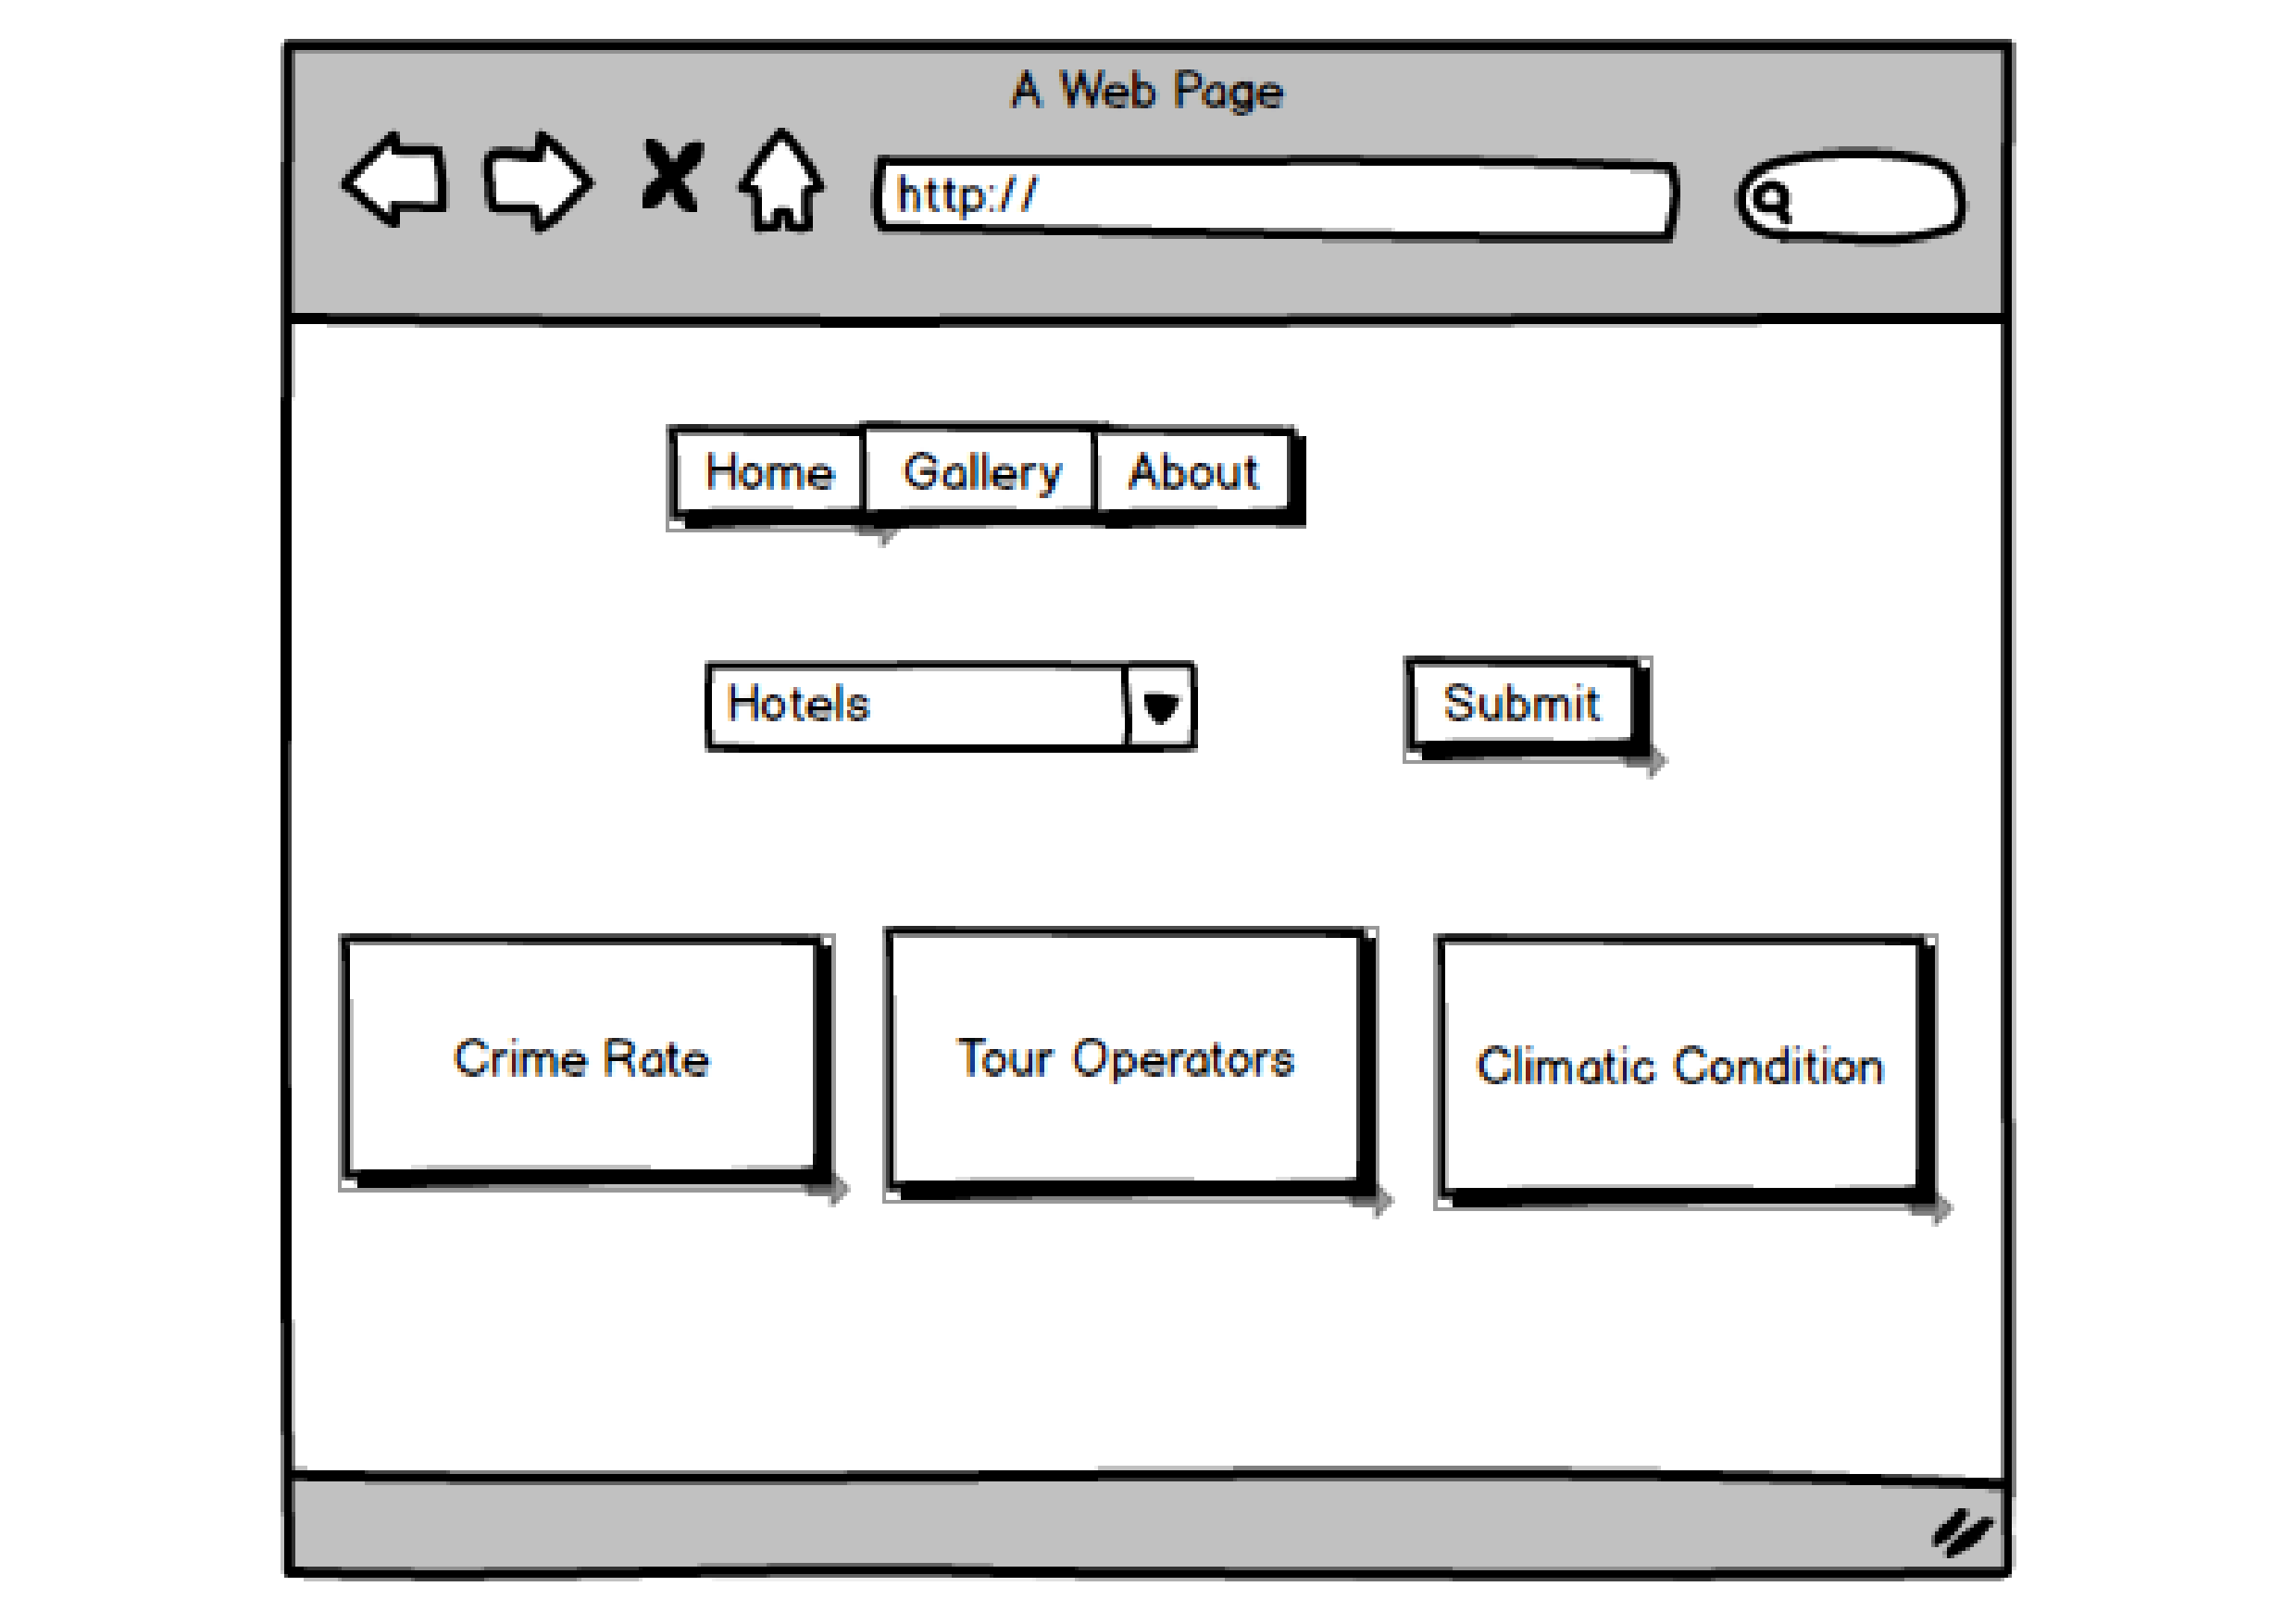 A Web Page
http://
Home Gallery About
Hotels Submit
Crime Rate Tour Operators Climatic Condition